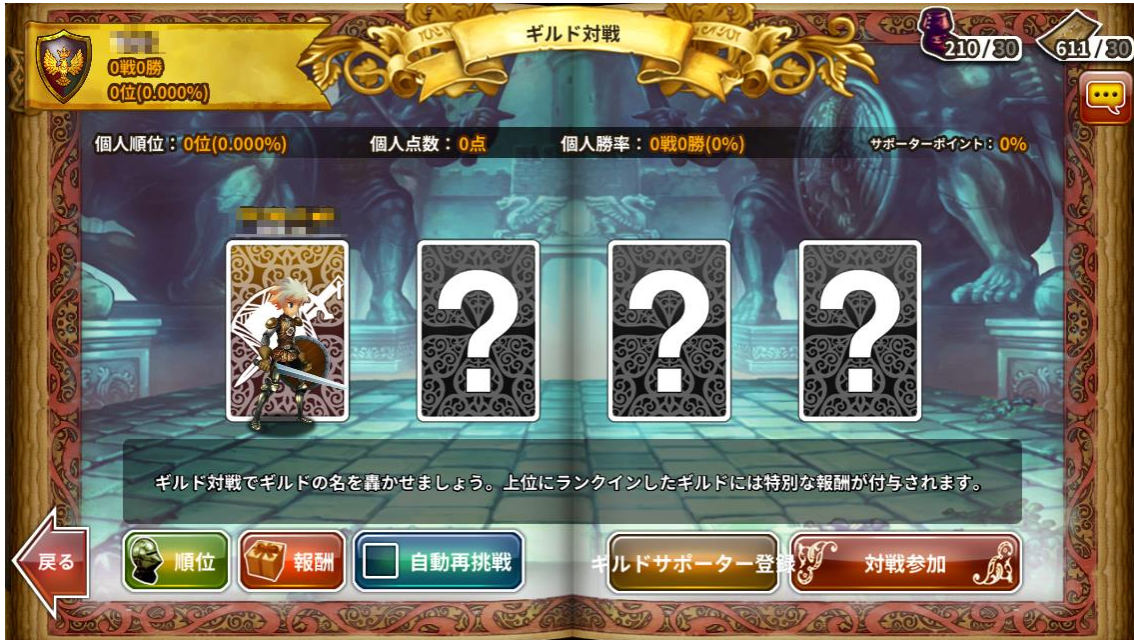 ギルド対戦
0戦0勝
0位(0.000%)
210/30
611/30
個人順位：0位(0.000%)
個人点数：0点
個人勝率：0戦0勝(0%)
サポーターポイント：0%
?
?
?
ギルド対戦でギルドの名を轟かせましょう。上位にランクインしたギルドには特別な報酬が付与されます。
戻る
順位
報酬
自動再挑戦
ギルドサポーター登録
対戦参加